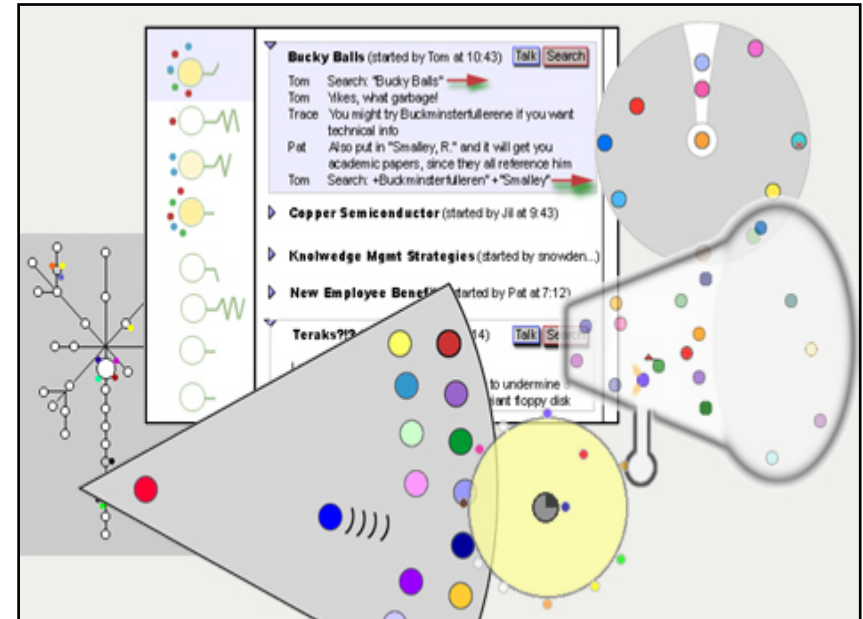 Bucky Balls (started by Tom at 10:43) Talk Search
Tom Search: "Bucky Balls"
Tom Yikes, what garbage!
Trace You might try Buckminsterfullerene if you want
technical info
Pat Also put in "Smalley, R." and it will get you
academic papers, since they all reference him
Tom Search: +Buckminsterfulleren" +"Smalley"
Copper Semiconductor (started by Jil at 9:43)
Knolwedge Mgmt Strategies (started by snowden...)
New Employee by Pat at 7:12)
Teraks?!? 14) Talk
to undermine
floppy disk